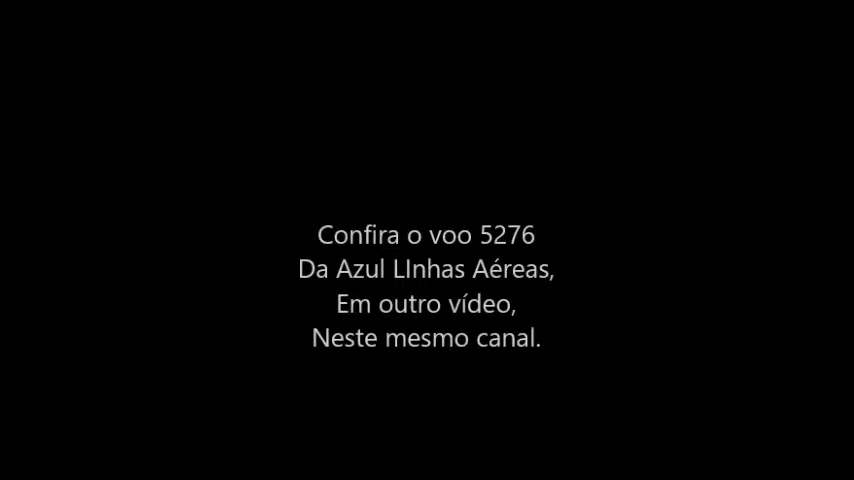 Confira o voo 5276
Da Azul LInhas Aéreas,
Em outro vídeo,
Neste mesmo canal.